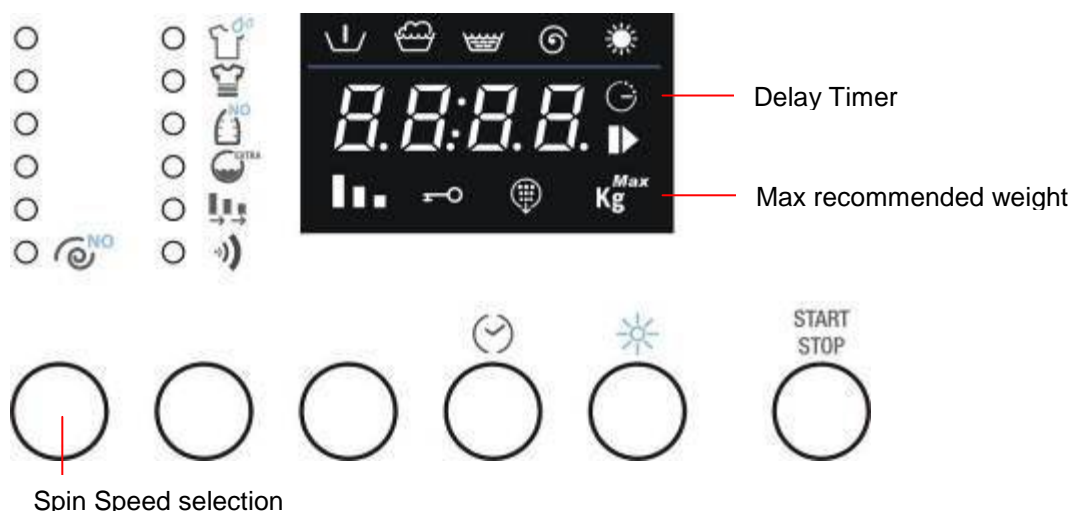 NO
EXTRA
NO
8.8:8.8.
Delay Timer
Kg Max
Max recommended weight
START
STOP
Spin Speed selection